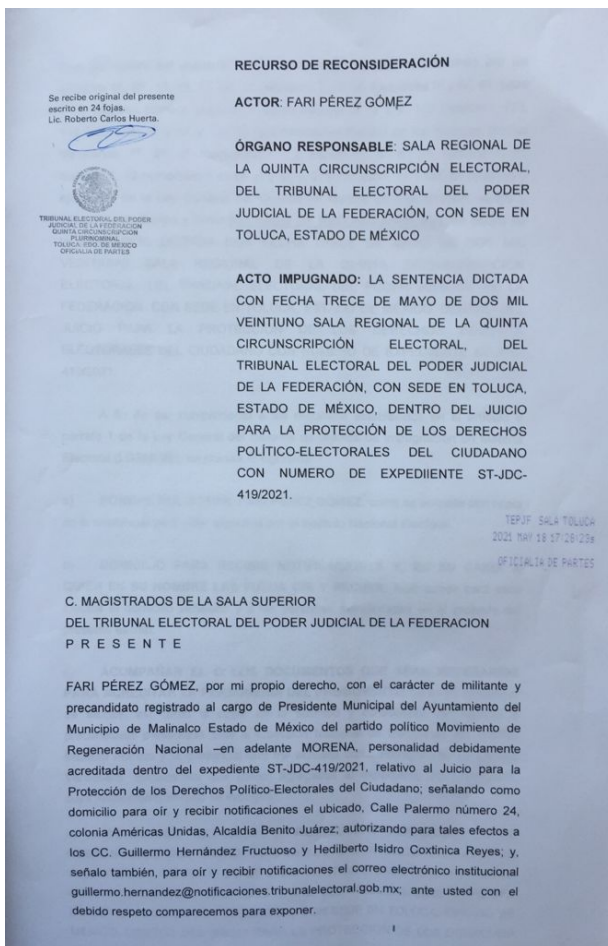 RECURSO DE RECONSIDERACIÓN
Se recibe original del presente
escrito en 24 fojas.
Lic. Roberto Carlos Huerta.
ACTOR: FARI PÉREZ GÓMEZ
TRIBUNAL ELECTORAL DEL PODER
JUDICIAL DE LA FEDERACIÓN
QUINTA CIRCUNSCRIPCIÓN
PLURINOMINAL
TOLUCA, EDO. DE MÉXICO
OFICIALIA DE PARTES
ÓRGANO RESPONSABLE: SALA REGIONAL DE
LA QUINTA CIRCUNSCRIPCIÓN ELECTORAL,
DEL TRIBUNAL ELECTORAL DEL PODER
JUDICIAL DE LA FEDERACIÓN, CON SEDE EN
TOLUCA, ESTADO DE MÉXICO
ACTO IMPUGNADO: LA SENTENCIA DICTADA
CON FECHA TRECE DE MAYO DE DOS MIL
VEINTIUNO SALA REGIONAL DE LA QUINTA
CIRCUNSCRIPCIÓN ELECTORAL, DEL
TRIBUNAL ELECTORAL DEL PODER JUDICIAL
DE LA FEDERACIÓN, CON SEDE EN TOLUCA,
ESTADO DE MÉXICO, DENTRO DEL JUICIO
PARA LA PROTECCIÓN DE LOS DERECHOS
POLÍTICO-ELECTORALES DEL CIUDADANO
CON NUMERO DE EXPEDIIENTE ST-JDC-
419/2021.
TEPJF SALA TOLUCA
2021 MAY 18 17:28:23s
OFICIALIA DE PARTES
C. MAGISTRADOS DE LA SALA SUPERIOR
DEL TRIBUNAL ELECTORAL DEL PODER JUDICIAL DE LA FEDERACION
P R E S E N T E
FARI PÉREZ GÓMEZ, por mi propio derecho, con el carácter de militante y
precandidato registrado al cargo de Presidente Municipal del Ayuntamiento del
Municipio de Malinalco Estado de México del partido político Movimiento de
Regeneración Nacional –en adelante MORENA, personalidad debidamente
acreditada dentro del expediente ST-JDC-419/2021, relativo al Juicio para la
Protección de los Derechos Político-Electorales del Ciudadano; señalando como
domicilio para oír y recibir notificaciones el ubicado, Calle Palermo número 24,
colonia Américas Unidas, Alcaldía Benito Juárez; autorizando para tales efectos a
los CC. Guillermo Hernández Fructuoso y Hedilberto Isidro Coxtinica Reyes; y,
señalo también, para oír y recibir notificaciones el correo electrónico institucional
guillermo.hernandez@notificaciones.tribunalelectoral.gob.mx; ante usted con el
debido respeto comparecemos para exponer.